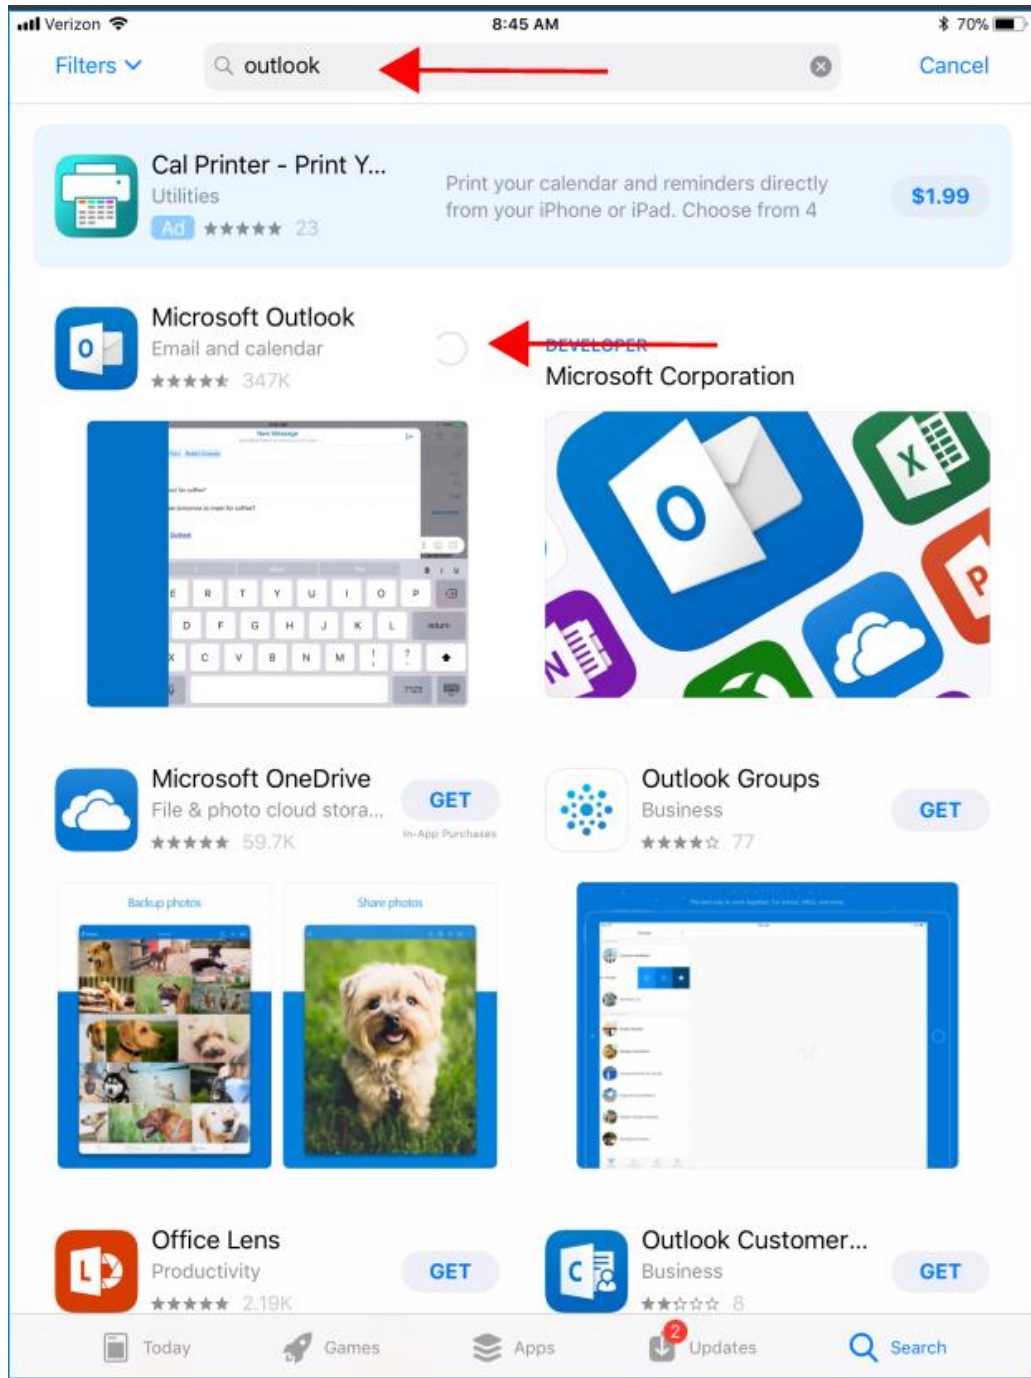 Verizon
8:45 AM
70%
Filters
outlook
Cancel
Cal Printer - Print Y...
Utilities
Ad
23
Print your calendar and reminders directly
from your iPhone or iPad. Choose from 4
$1.99
Microsoft Outlook
Email and calendar
347K
DEVELOPER
Microsoft Corporation
New Message
E R T Y U I O P
D F G H J K L return
X C V B N M ! ?
.?123
Microsoft OneDrive
File & photo cloud stora...
59.7K
GET
In-App Purchases
Outlook Groups
Business
77
GET
Backup photos
Share photos
Office Lens
Productivity
2.19K
GET
Outlook Customer...
Business
8
GET
Today
Games
Apps
2
Updates
Search